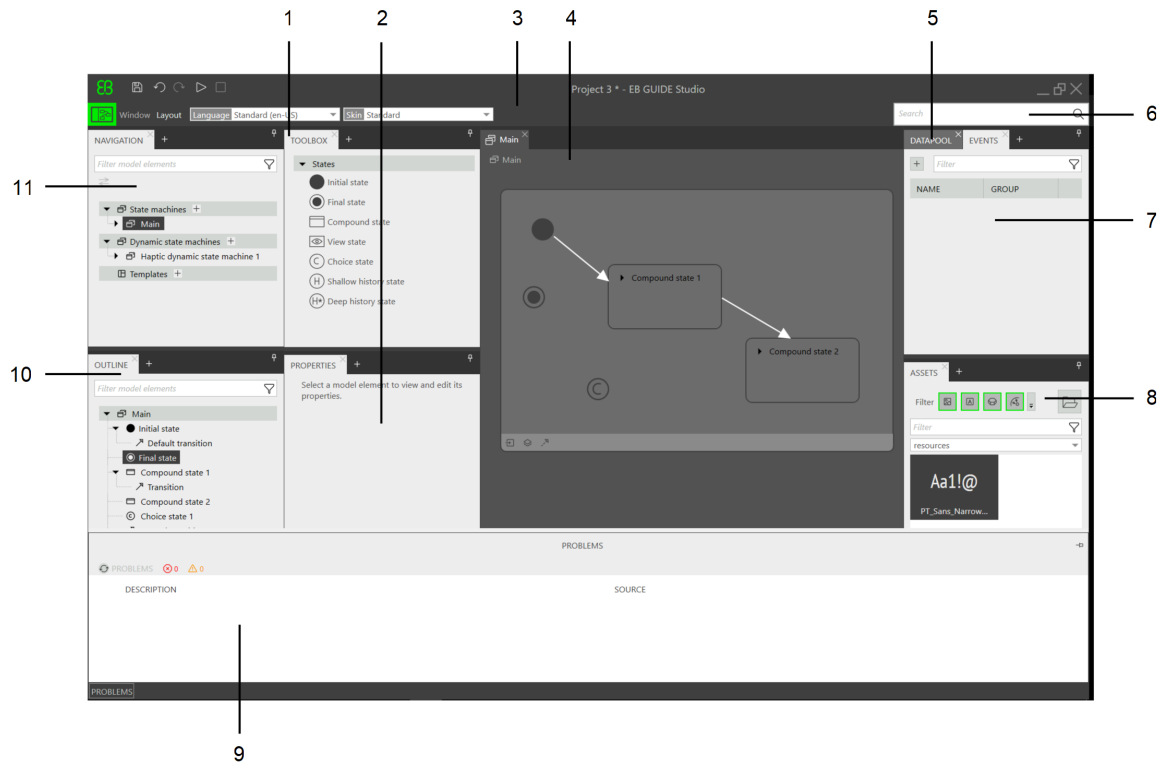 1
2
3
4
5
EB
Project 3 * - EB GUIDE Studio
Window Layout Language Standard (en-US) Skin Standard
Search
6
NAVIGATION
TOOLBOX
Main
DATAPOOL EVENTS
Filter model elements
States
Main
Filter
Initial state
11
NAME GROUP
Final state
State machines
Main
Compound state
7
Dynamic state machines
View state
Haptic dynamic state machine 1
C Choice state
Templates
H Shallow history state
H* Deep history state
Compound state 1
Compound state 2
C
OUTLINE
PROPERTIES
ASSETS
10
Filter model elements
Select a model element to view and edit its
properties.
Filter
A
8
Main
Filter
Initial state
Default transition
resources
Final state
Compound state 1
Aa1!@
Transition
Compound state 2
PT_Sans_Narrow...
C Choice state 1
PROBLEMS
PROBLEMS 0 0
DESCRIPTION SOURCE
PROBLEMS
9